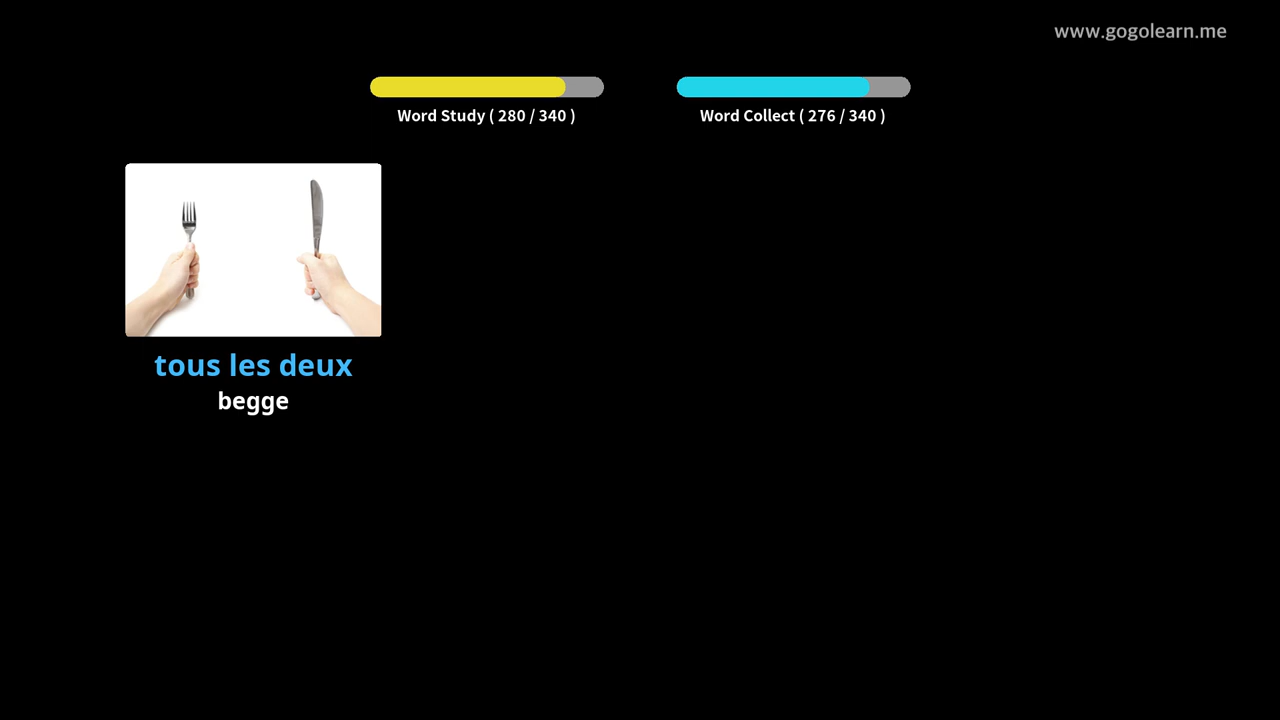 www.gogolearn.me
Word Study ( 280 / 340 )
Word Collect ( 276 / 340 )
tous les deux
begge